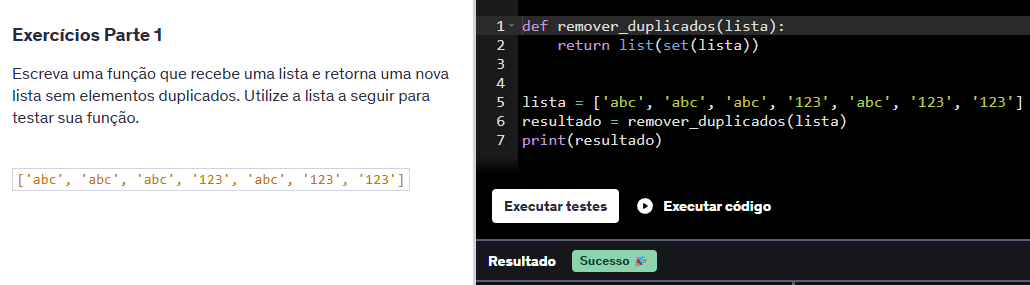 Exercícios Parte 1
Escreva uma função que recebe uma lista e retorna uma nova
lista sem elementos duplicados. Utilize a lista a seguir para
testar sua função.
['abc', 'abc', 'abc', '123', 'abc', '123', '123']
1 def remover_duplicados(lista):
2     return list(set(lista))
3
4
5 lista = ['abc', 'abc', 'abc', '123', 'abc', '123', '123']
6 resultado = remover_duplicados(lista)
7 print(resultado)
Executar testes Executar código
Resultado Sucesso 🎉